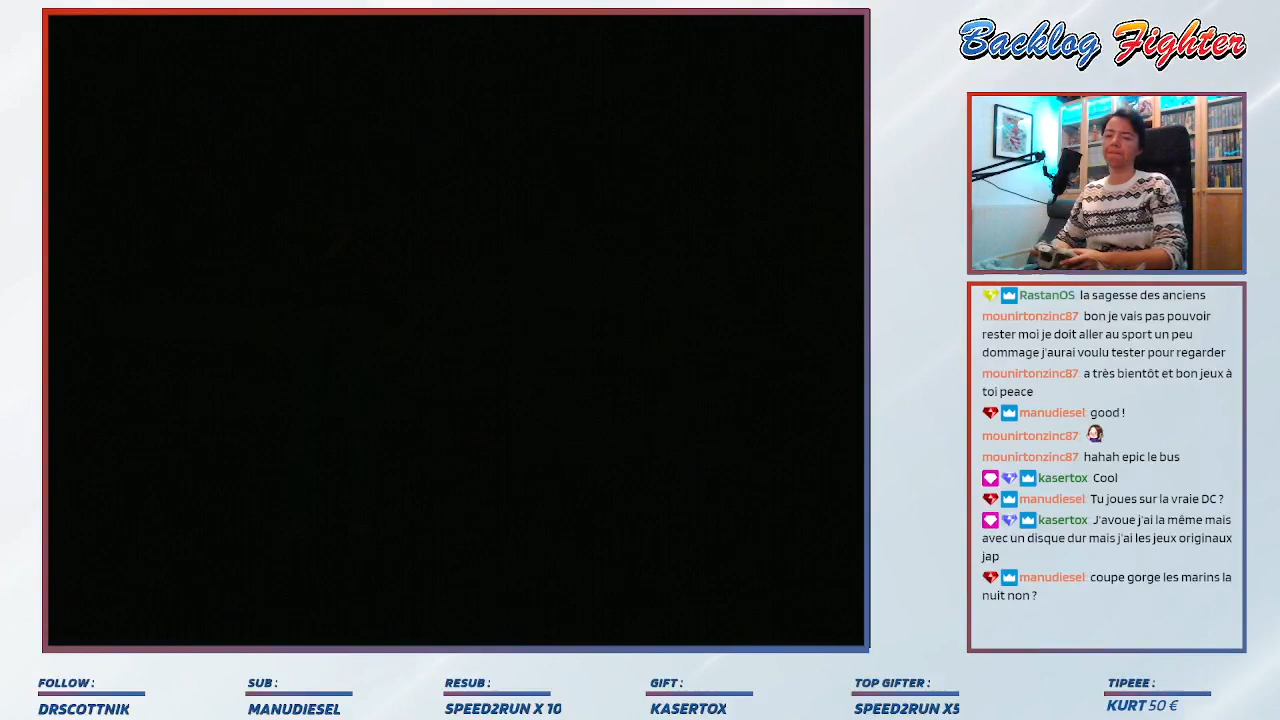 Backlog Fighter
RastanOS la sagesse des anciens
mounirtonzinc87 bon je vais pas pouvoir
rester moi je doit aller au sport un peu
dommage j'aurai voulu tester pour regarder
mounirtonzinc87 a très bientôt et bon jeux à
toi peace
manudiesel good !
mounirtonzinc87
mounirtonzinc87 hahah epic le bus
kasertox Cool
manudiesel Tu joues sur la vraie DC ?
kasertox J'avoue j'ai la même mais
avec un disque dur mais j'ai les jeux originaux
jap
manudiesel coupe gorge les marins la
nuit non ?
FOLLOW : SUB : RESUB : GIFT : TOP GIFTER : TIPEEE :
DRSCOTTNIK MANUDIESEL SPEED2RUN X 10 KASERTOX SPEED2RUN X5 KURT 50 €